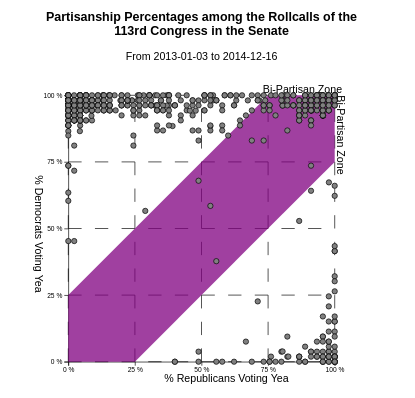 Partisanship Percentages among the Rollcalls of the
113rd Congress in the Senate
From 2013-01-03 to 2014-12-16
Bi-Partisan Zone
Bi-Partisan Zone
100 %
75 %
50 %
25 %
0 %
% Democrats Voting Yea
0 %
25 %
50 %
75 %
100 %
% Republicans Voting Yea